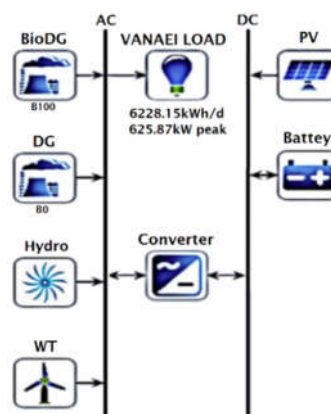 AC
DC
BioDG
VANAEI LOAD
PV
B100
6228.15kWh/d
625.87kW peak
DG
Battey
B0
Hydro
Converter
WT